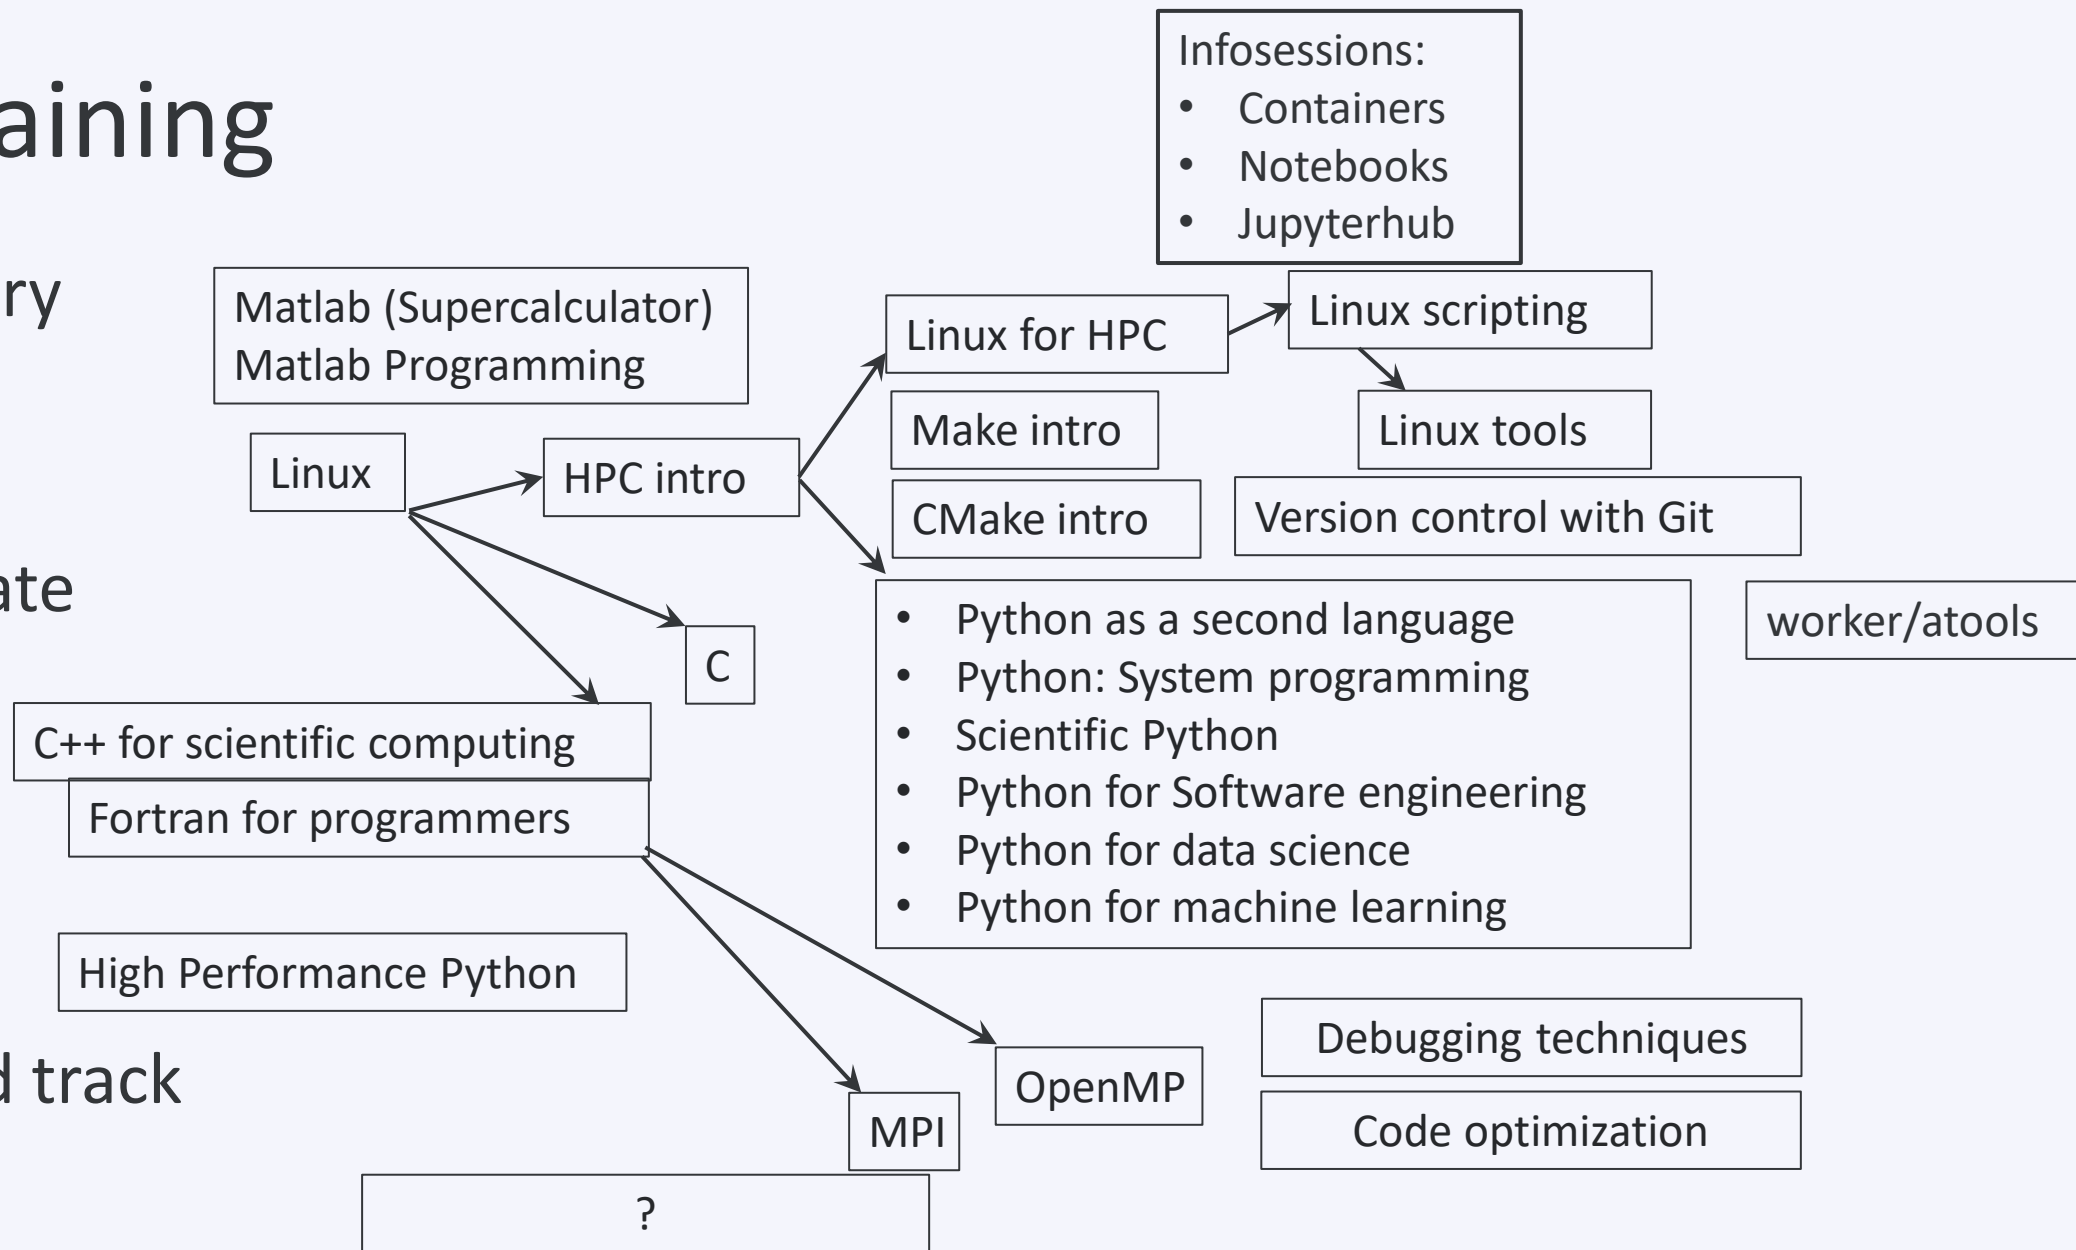 aining
Infosessions:
• Containers
• Notebooks
• Jupyterhub
ry
Matlab (Supercalculator)
Matlab Programming
Linux for HPC
Linux scripting
Make intro
Linux tools
Linux
HPC intro
CMake intro
Version control with Git
ate
C
• Python as a second language
• Python: System programming
• Scientific Python
• Python for Software engineering
• Python for data science
• Python for machine learning
worker/atools
C++ for scientific computing
Fortran for programmers
High Performance Python
d track
MPI
OpenMP
Debugging techniques
Code optimization
?